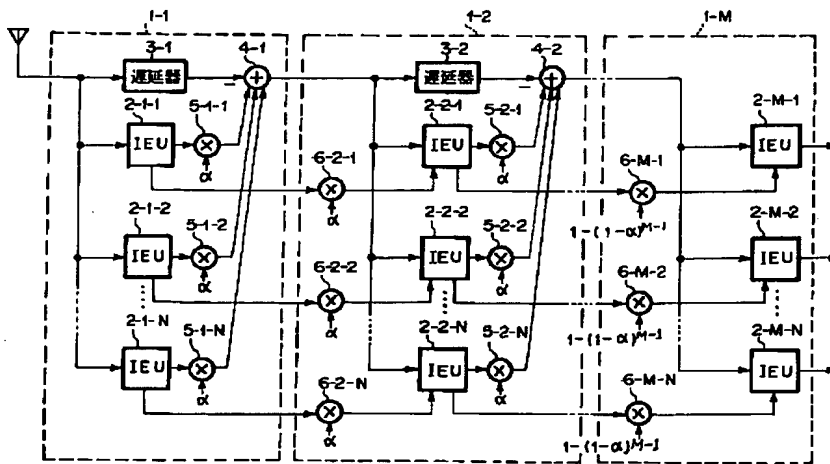 1-1
1-2
1-M
3-1
4-1
3-2
4-2
遅延器
+
遅延器
+
2-1-1
5-1-1
2-2-1
5-2-1
2-M-1
IEU
×
α
6-2-1
×
α
IEU
×
α
6-M-1
×
1-(1-α)^M-1
IEU
2-1-2
5-1-2
2-2-2
5-2-2
2-M-2
IEU
×
α
6-2-2
×
α
IEU
×
α
6-M-2
×
1-(1-α)^M-1
IEU
2-1-N
5-1-N
2-2-N
5-2-N
2-M-N
IEU
×
α
6-2-N
×
α
IEU
×
α
6-M-N
×
1-(1-α)^M-1
IEU